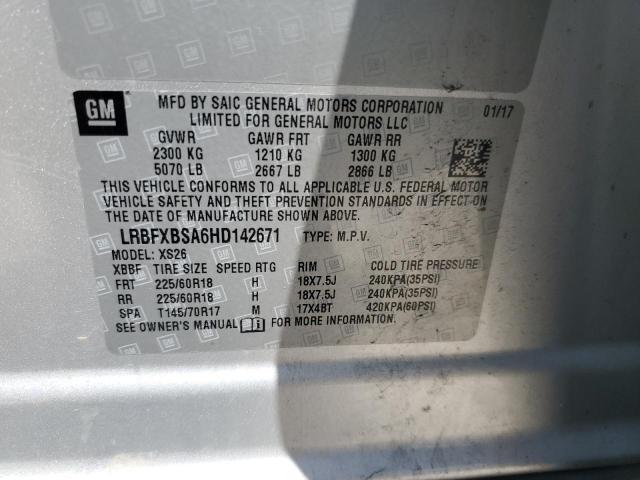 GM
MFD BY SAIC GENERAL MOTORS CORPORATION 01/17
LIMITED FOR GENERAL MOTORS LLC
GVWR GAWR FRT GAWR RR
2300 KG 1210 KG 1300 KG
5070 LB 2667 LB 2866 LB
THIS VEHICLE CONFORMS TO ALL APPLICABLE U.S. FEDERAL MOTOR
VEHICLE SAFETY AND THEFT PREVENTION STANDARDS IN EFFECT ON
THE DATE OF MANUFACTURE SHOWN ABOVE.
LRBFXBSA6HD142671 TYPE: M.P.V.
MODEL: XS26
XBBF TIRE SIZE SPEED RTG RIM COLD TIRE PRESSURE
FRT 225/60R18 H 18X7.5J 240KPA(35PSI)
RR 225/60R18 H 18X7.5J 240KPA(35PSI)
SPA T145/70R17 M 17X4BT 420KPA(60PSI)
SEE OWNER'S MANUAL FOR MORE INFORMATION.